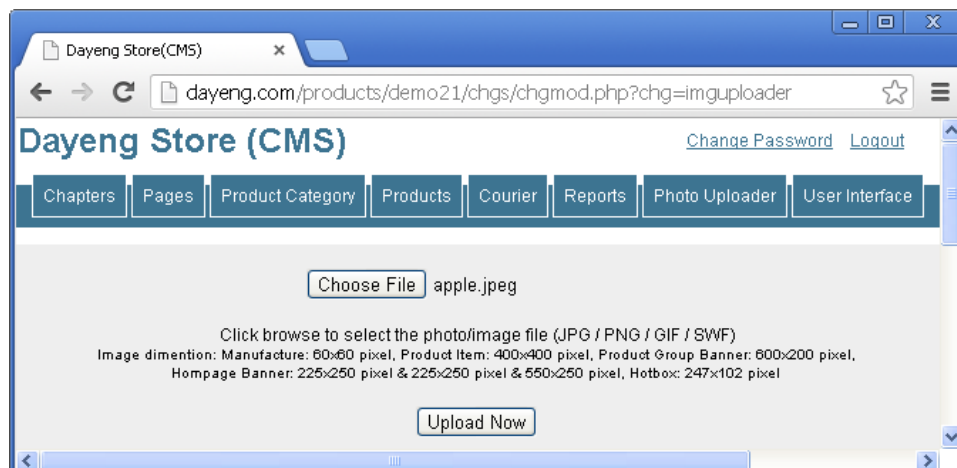 Dayeng Store(CMS)
dayeng.com/products/demo21/chgs/chgmod.php?chg=imguploader
Dayeng Store (CMS)
Change Password Logout
Chapters Pages Product Category Products Courier Reports Photo Uploader User Interface
Choose File apple.jpeg
Click browse to select the photo/image file (JPG / PNG / GIF / SWF)
Image dimention: Manufacture: 60x60 pixel, Product Item: 400x400 pixel, Product Group Banner: 600x200 pixel,
Hompage Banner: 225x250 pixel & 225x250 pixel & 550x250 pixel, Hotbox: 247x102 pixel
Upload Now